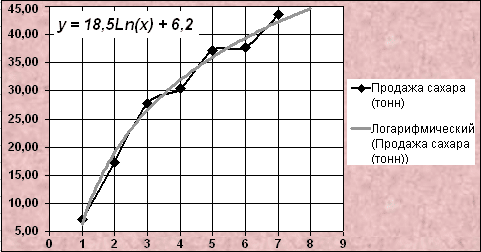 y = 18,5Ln(x) + 6,2
45,00
40,00
35,00
30,00
25,00
20,00
15,00
10,00
5,00
0 1 2 3 4 5 6 7 8 9
Продажа сахара
(тонн)
Логарифмический
(Продажа сахара
(тонн))